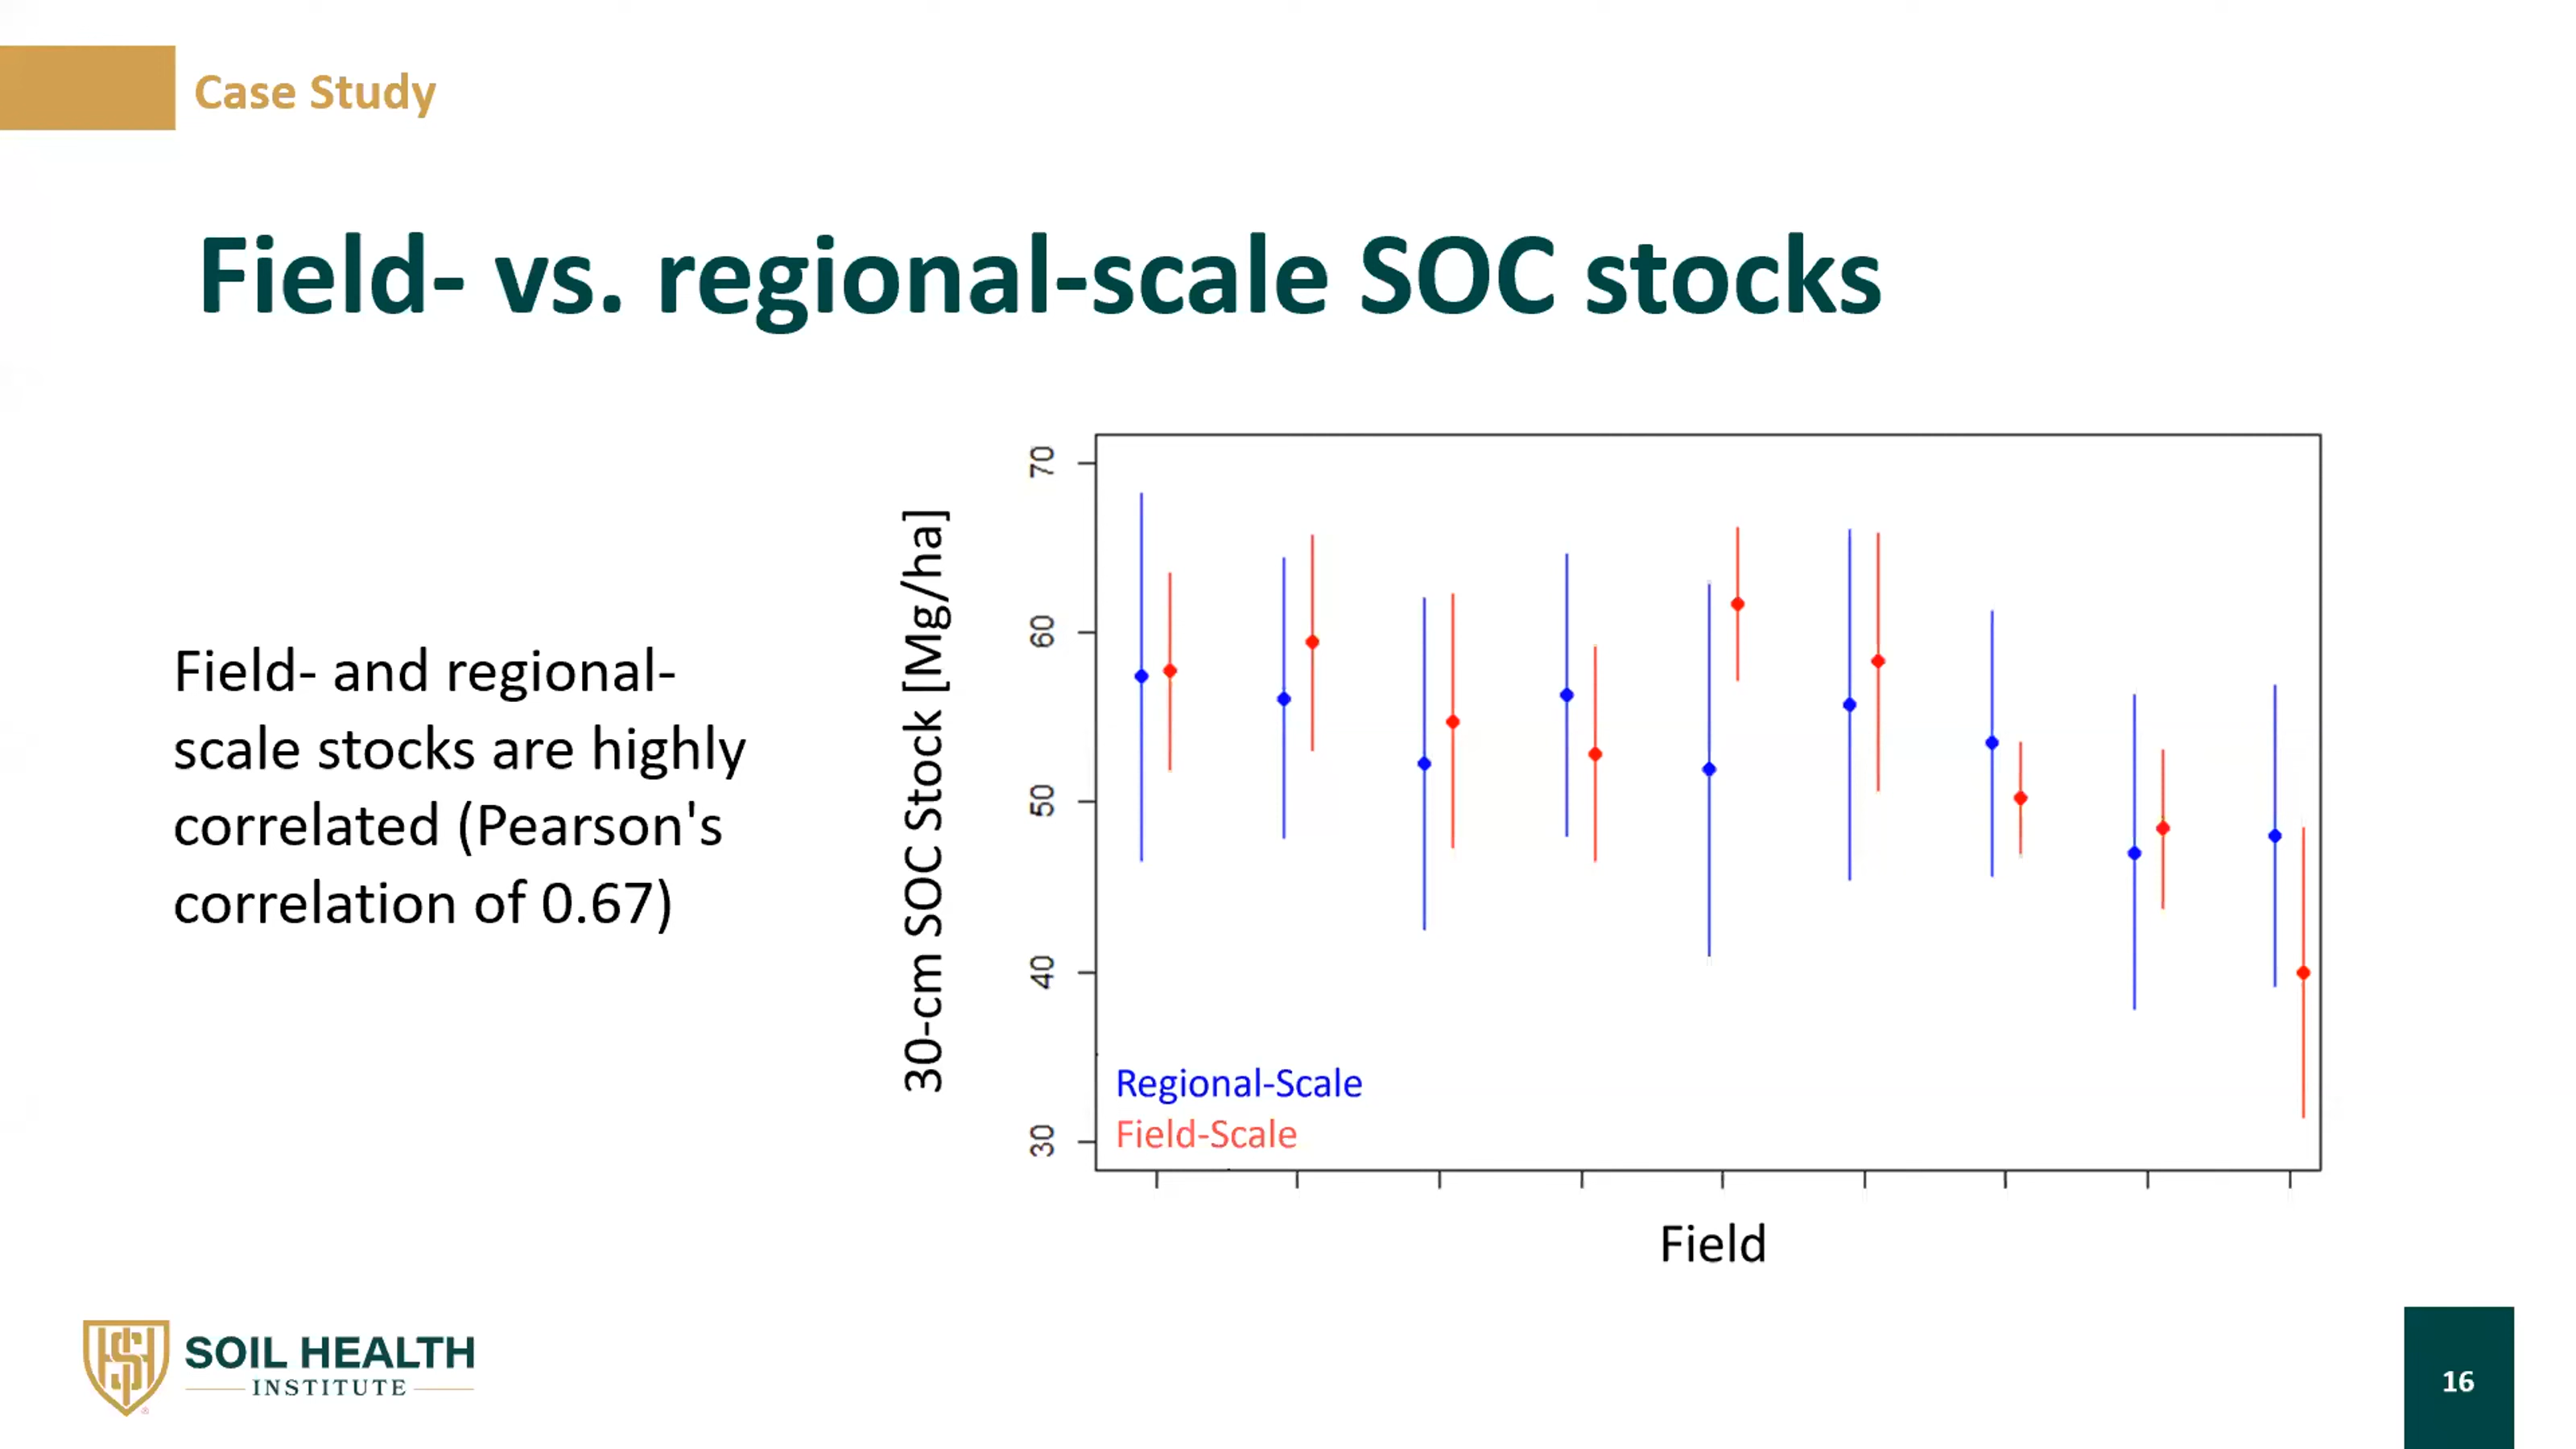 Case Study
Field- vs. regional-scale SOC stocks
Field- and regional-
scale stocks are highly
correlated (Pearson's
correlation of 0.67)
30-cm SOC Stock [Mg/ha]
70
60
50
40
30
Regional-Scale
Field-Scale
Field
SOIL HEALTH
INSTITUTE
16